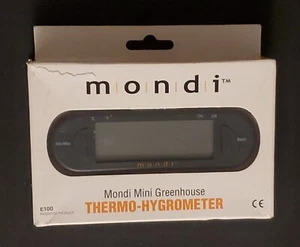 mondi™
mondi
Mondi Mini Greenhouse
E100
THERMO-HYGROMETER
CE